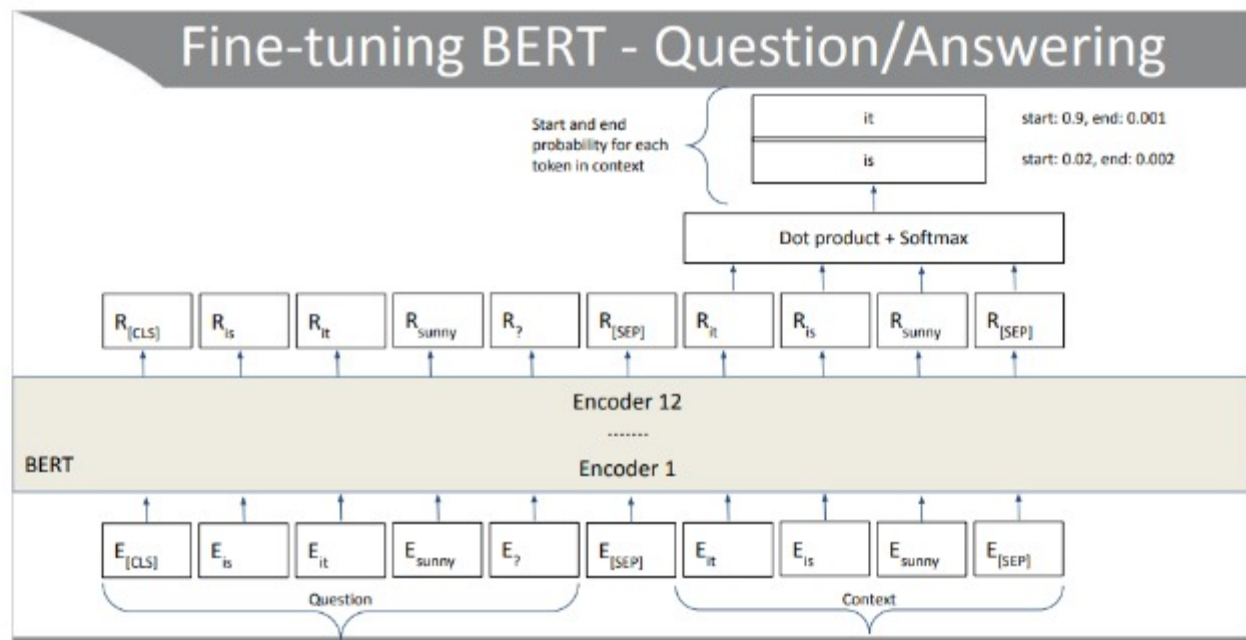 Fine-tuning BERT - Question/Answering
Start and end
probability for each
token in context
it
start: 0.9, end: 0.001
is
start: 0.02, end: 0.002
Dot product + Softmax
R[CLS] Ris Rit Rsunny R? R[SEP] Rit Ris Rsunny R[SEP]
Encoder 12
-------
BERT
Encoder 1
E[CLS] Eis Eit Esunny E? E[SEP] Eit Eis Esunny E[SEP]
Question Context